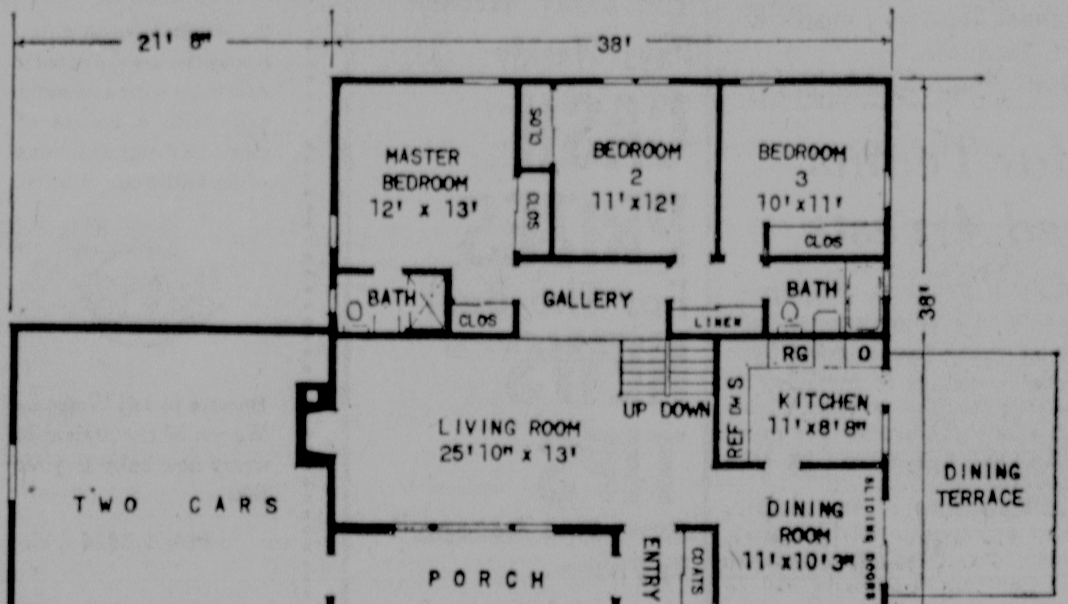 21' 8"
38'
MASTER
BEDROOM
12' x 13'
CLOS
CLOS
BEDROOM
2
11'x12'
BEDROOM
3
10'x11'
CLOS
BATH
CLOS
GALLERY
LINEN
BATH
38'
RG
O
UP DOWN
REF DW S
KITCHEN
11'x8'8"
LIVING ROOM
25'10" x 13'
TWO CARS
DINING
TERRACE
DINING
ROOM
11'x10'3"
SLIDING DOORS
PORCH
ENTRY
COATS